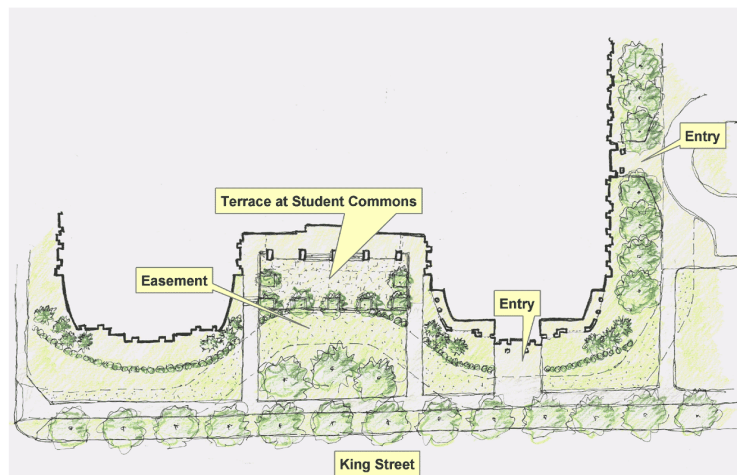 Entry
Terrace at Student Commons
Easement
Entry
King Street